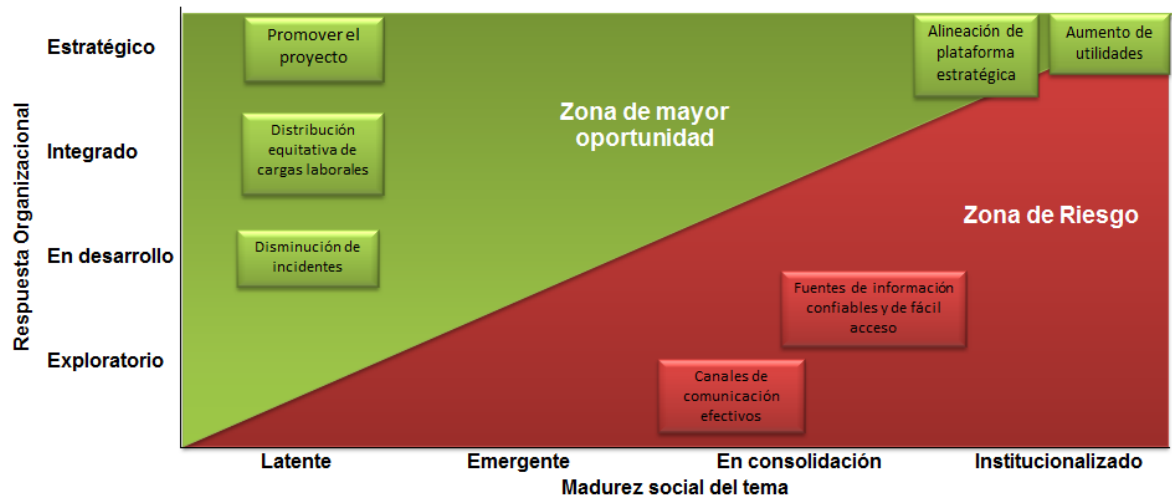 Respuesta Organizacional
Estratégico
Integrado
En desarrollo
Exploratorio
Promover el
proyecto
Distribución
equitativa de
cargas laborales
Disminución de
incidentes
Zona de mayor
oportunidad
Alineación de
plataforma
estratégica
Aumento de
utilidades
Zona de Riesgo
Fuentes de información
confiables y de fácil
acceso
Canales de
comunicación
efectivos
Latente
Emergente
En consolidación
Institucionalizado
Madurez social del tema